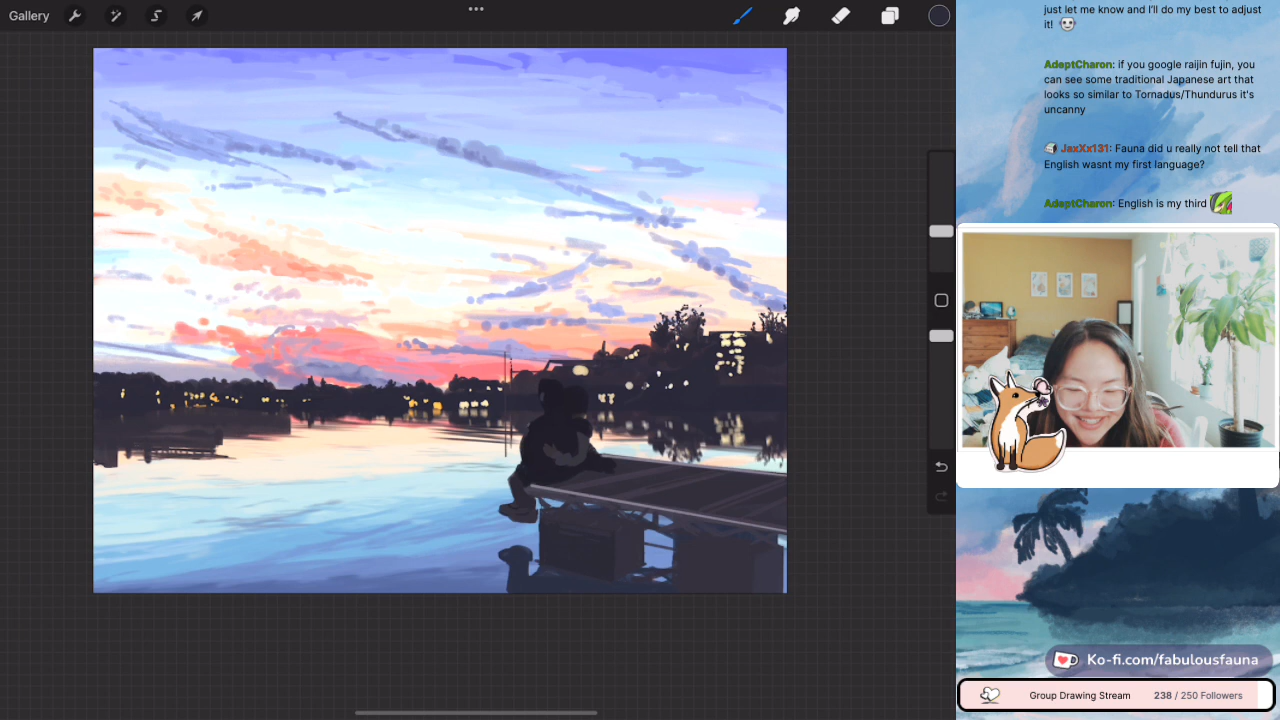 Gallery
just let me know and I'll do my best to adjust
it!
AdeptCharon: if you google raijin fujin, you
can see some traditional Japanese art that
looks so similar to Tornadus/Thundurus it's
uncanny
JaxXx131: Fauna did u really not tell that
English wasnt my first language?
AdeptCharon: English is my third
Ko-fi.com/fabulousfauna
Group Drawing Stream 238 / 250 Followers